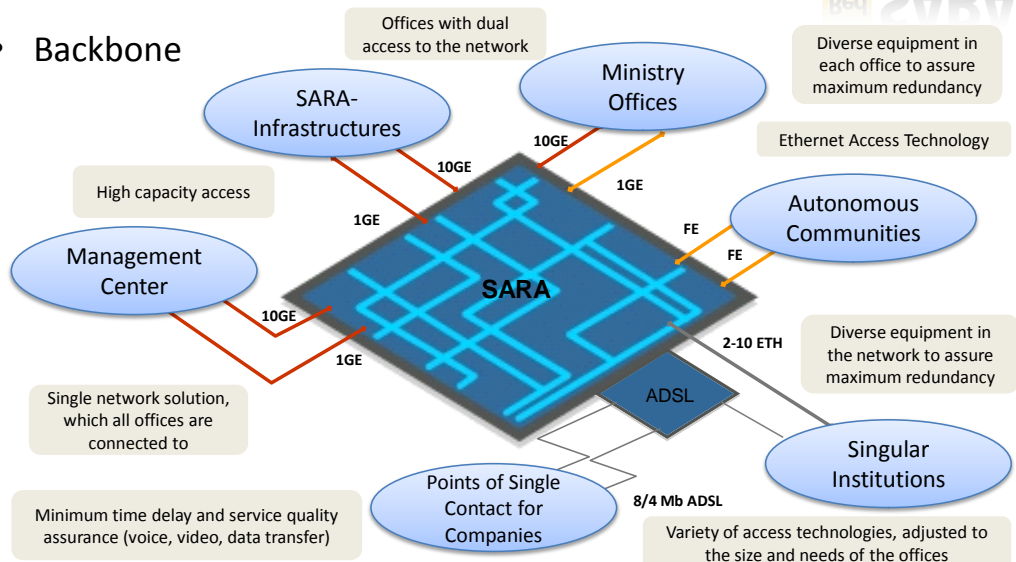 Red
SARA
• Backbone
Offices with dual
access to the network
Diverse equipment in
each office to assure
maximum redundancy
Ministry
Offices
SARA-
Infrastructures
Ethernet Access Technology
10GE
10GE
1GE
High capacity access
1GE
Autonomous
Communities
FE
FE
Management
Center
SARA
10GE
1GE
2-10 ETH
Diverse equipment in
the network to assure
maximum redundancy
Single network solution,
which all offices are
connected to
ADSL
Singular
Institutions
Points of Single
Contact for
Companies
8/4 Mb ADSL
Minimum time delay and service quality
assurance (voice, video, data transfer)
Variety of access technologies, adjusted to
the size and needs of the offices